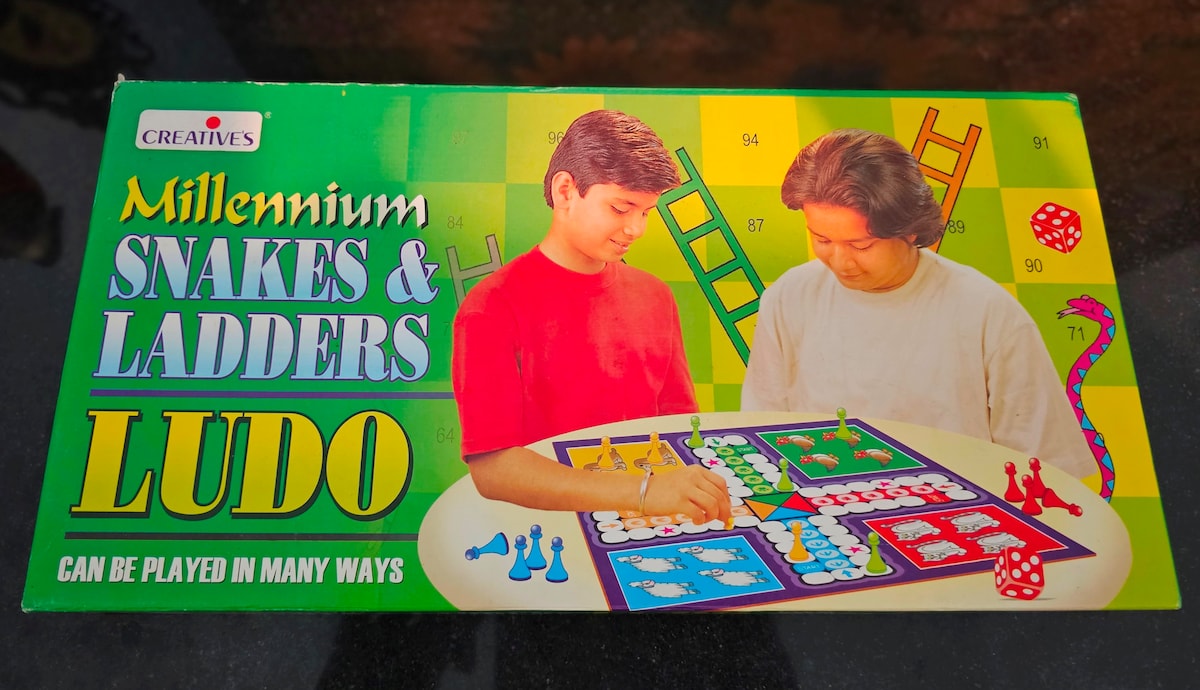 CREATIVE'S
®
Millennium
SNAKES &
LADDERS
LUDO
CAN BE PLAYED IN MANY WAYS
97
96
94
91
84
87
89
90
71
64